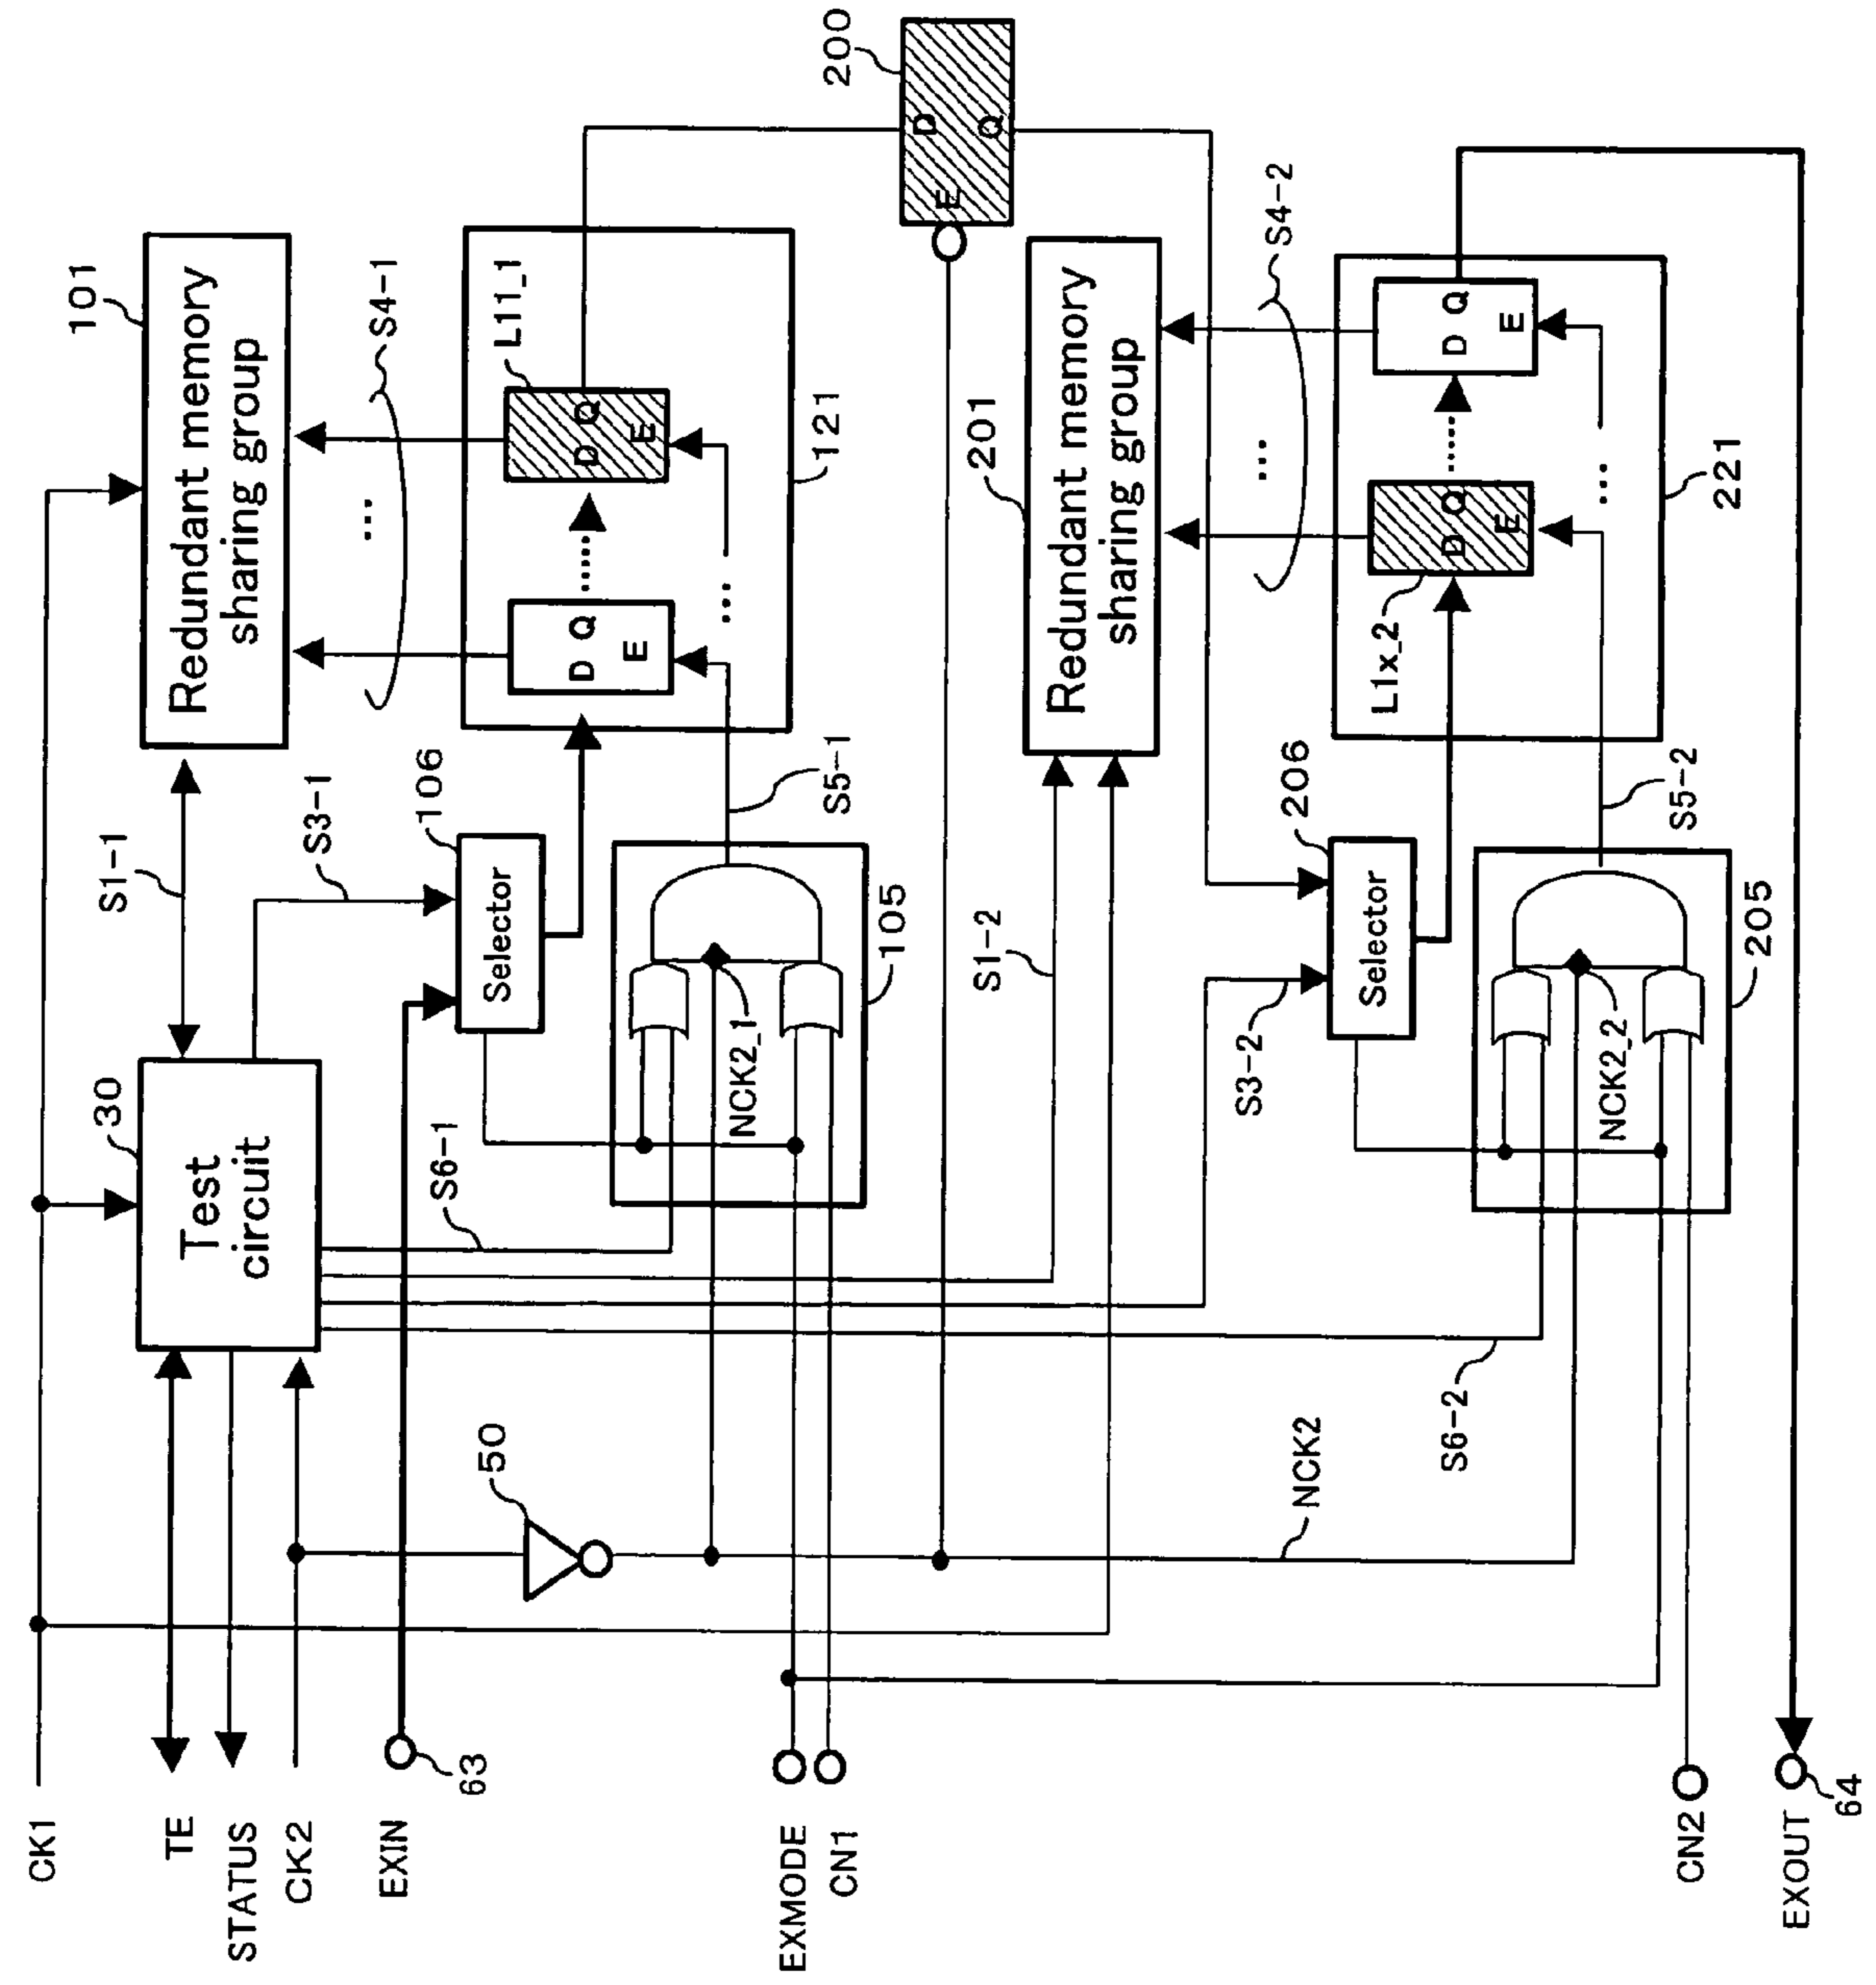 CK1
TE
STATUS
CK2
EXIN
63
EXMODE
CN1
CN2
EXOUT
64
30
Test
circuit
S1-1
101
Redundant memory
sharing group
S3-1
S4-1
...
106
Selector
S6-1
50
L11_1
D Q
E
D Q
E
...
121
S5-1
105
NCK2_1
200
D
Q
E
201
Redundant memory
sharing group
S1-2
S3-2
S4-2
...
206
Selector
NCK2
S6-2
L1x_2
D Q
E
D Q
E
...
221
S5-2
205
NCK2_2